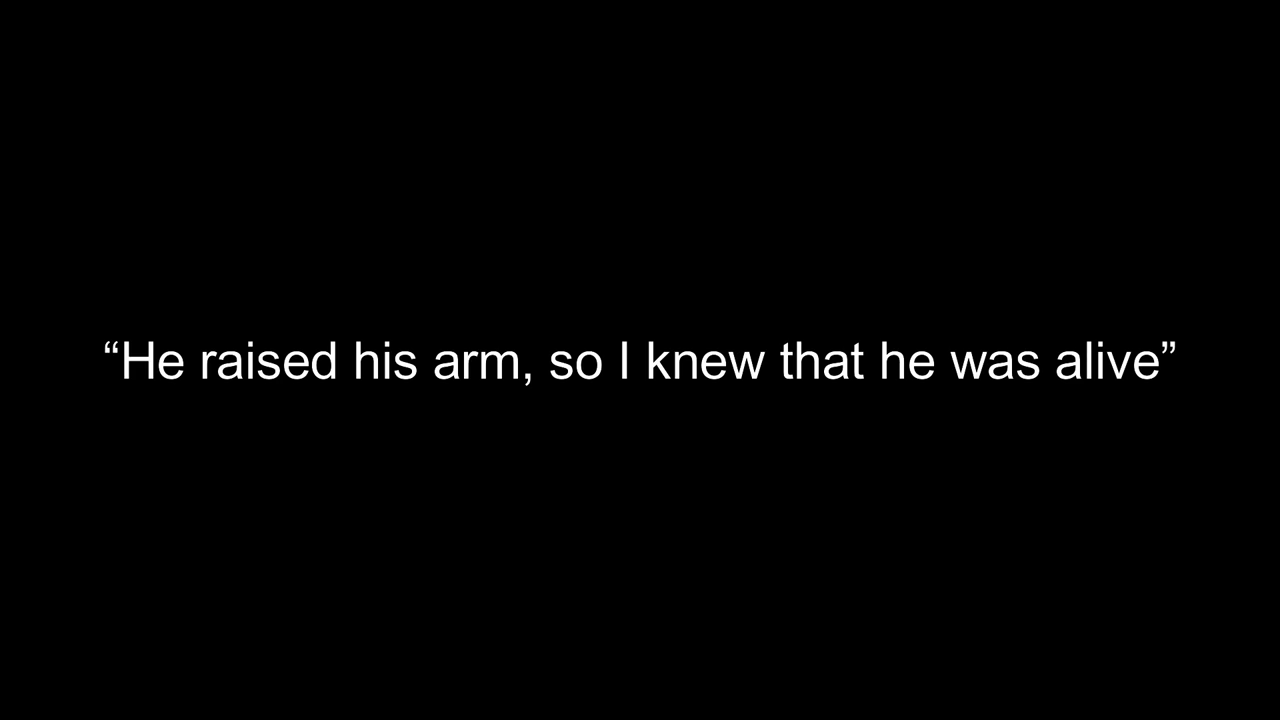 “He raised his arm, so I knew that he was alive”